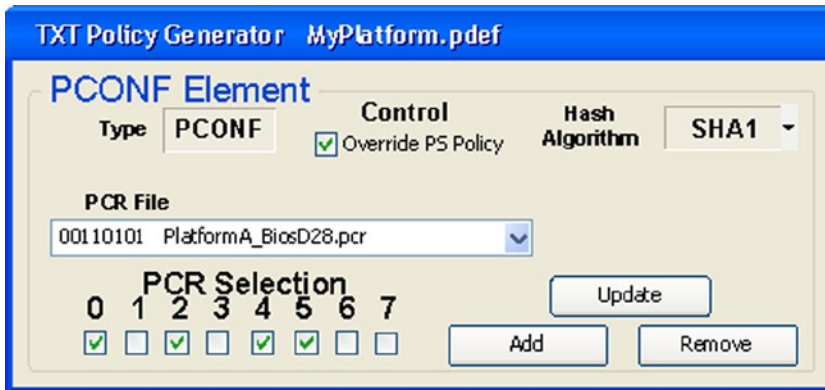 TXT Policy Generator MyPlatform.pdef
PCONF Element
Type PCONF
Control
Override PS Policy
Hash Algorithm
SHA1
PCR File
00110101 PlatformA_BiosD28.pcr
PCR Selection
0 1 2 3 4 5 6 7
Update
Add
Remove